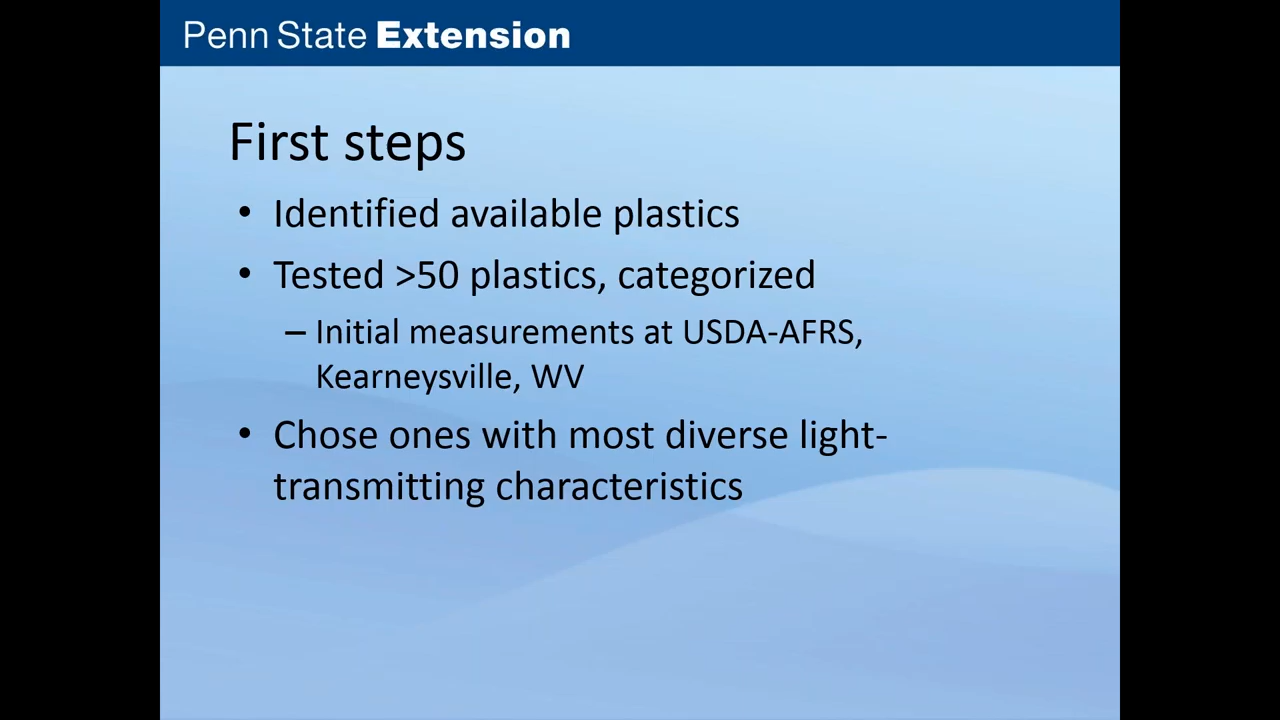 Penn State Extension
First steps
• Identified available plastics
• Tested >50 plastics, categorized
– Initial measurements at USDA-AFRS,
Kearneysville, WV
• Chose ones with most diverse light-
transmitting characteristics